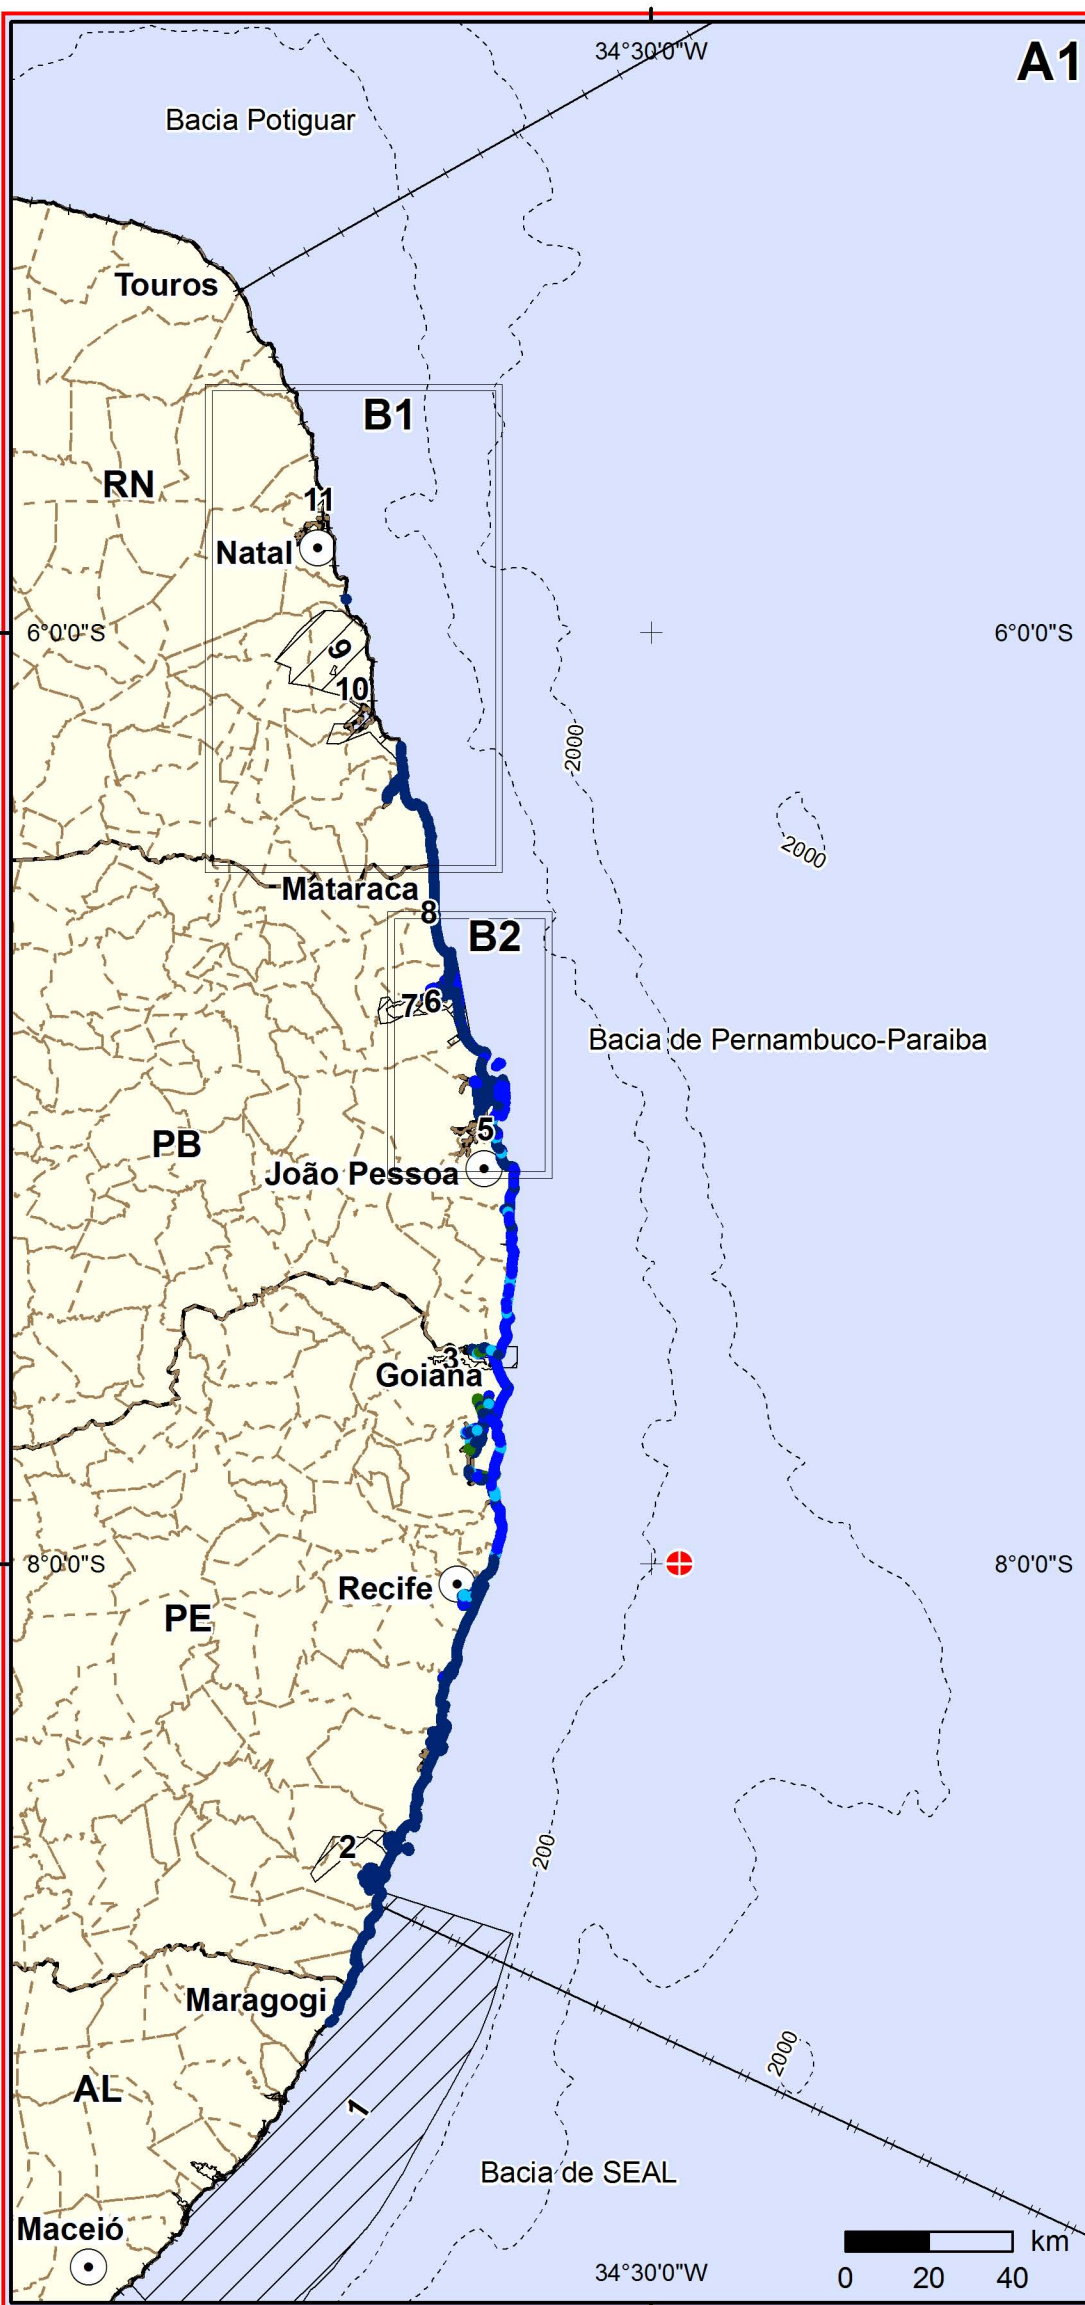 34°30'0"W
A1
Bacia Potiguar
Touros
B1
RN
11
Natal
6°0'0"S
6°0'0"S
9
10
2000
2000
Mataraca
8
B2
7
6
Bacia de Pernambuco-Paraiba
5
PB
João Pessoa
3
Goiana
8°0'0"S
8°0'0"S
Recife
PE
2
200
Maragogi
2000
AL
1
Bacia de SEAL
Maceió
34°30'0"W
km
0 20 40